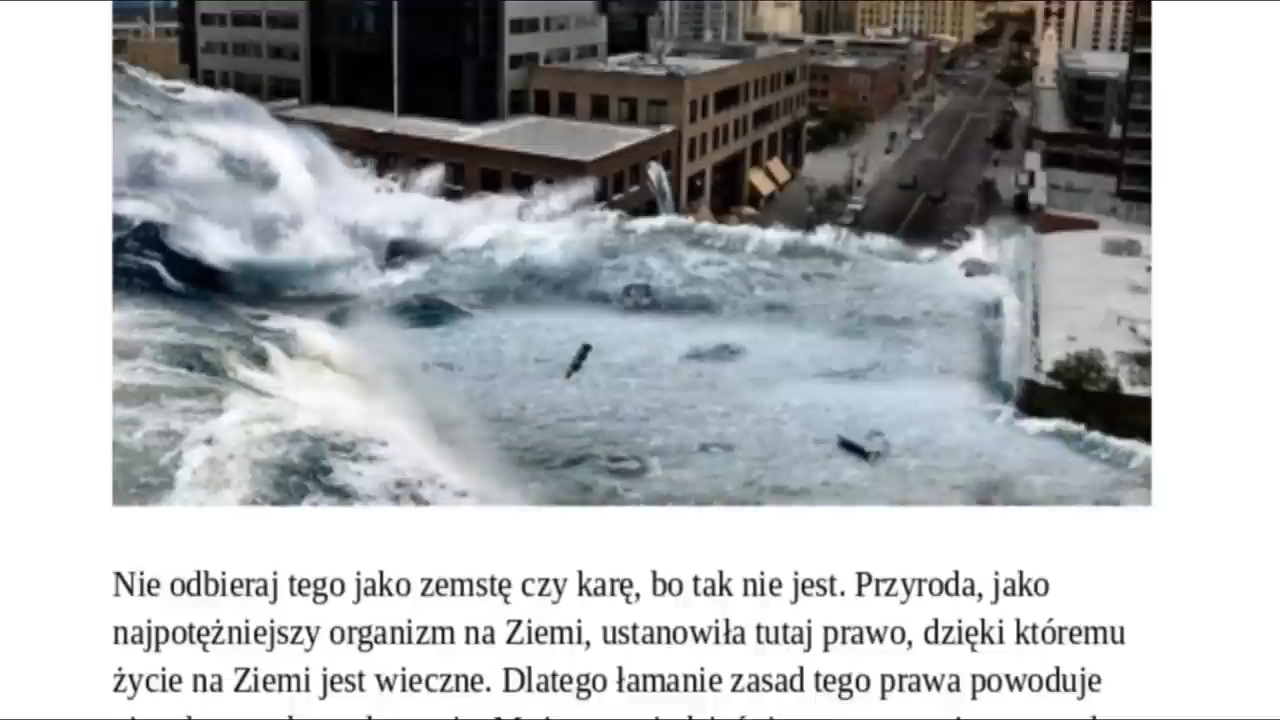 Nie odbieraj tego jako zemstę czy karę, bo tak nie jest. Przyroda, jako
najpotężniejszy organizm na Ziemi, ustanowiła tutaj prawo, dzięki któremu
życie na Ziemi jest wieczne. Dlatego łamanie zasad tego prawa powoduje